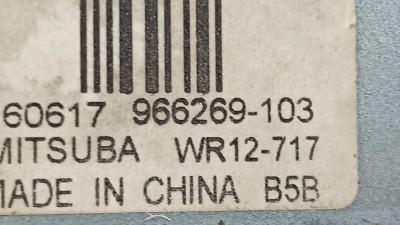 60617 966269-103
MITSUBA WR12-717
MADE IN CHINA B5B